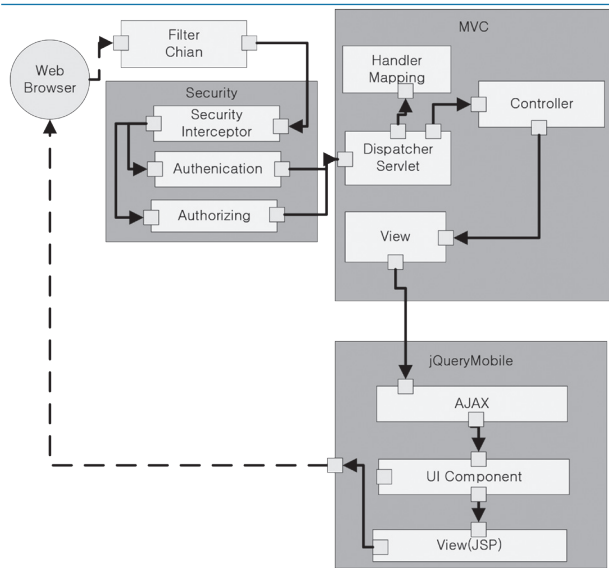 Web
Browser
Filter
Chian
Security
Security
Interceptor
Authenication
Authorizing
MVC
Handler
Mapping
Controller
Dispatcher
Servlet
View
jQueryMobile
AJAX
UI Component
View(JSP)